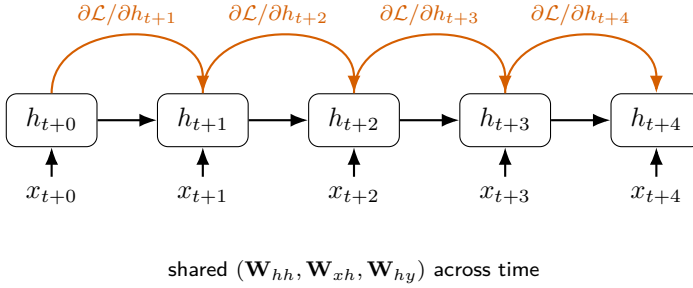 ∂ℒ/∂h_{t+1} ∂ℒ/∂h_{t+2} ∂ℒ/∂h_{t+3} ∂ℒ/∂h_{t+4}
h_{t+0} h_{t+1} h_{t+2} h_{t+3} h_{t+4}
x_{t+0} x_{t+1} x_{t+2} x_{t+3} x_{t+4}
shared (𝐖_{hh}, 𝐖_{xh}, 𝐖_{hy}) across time